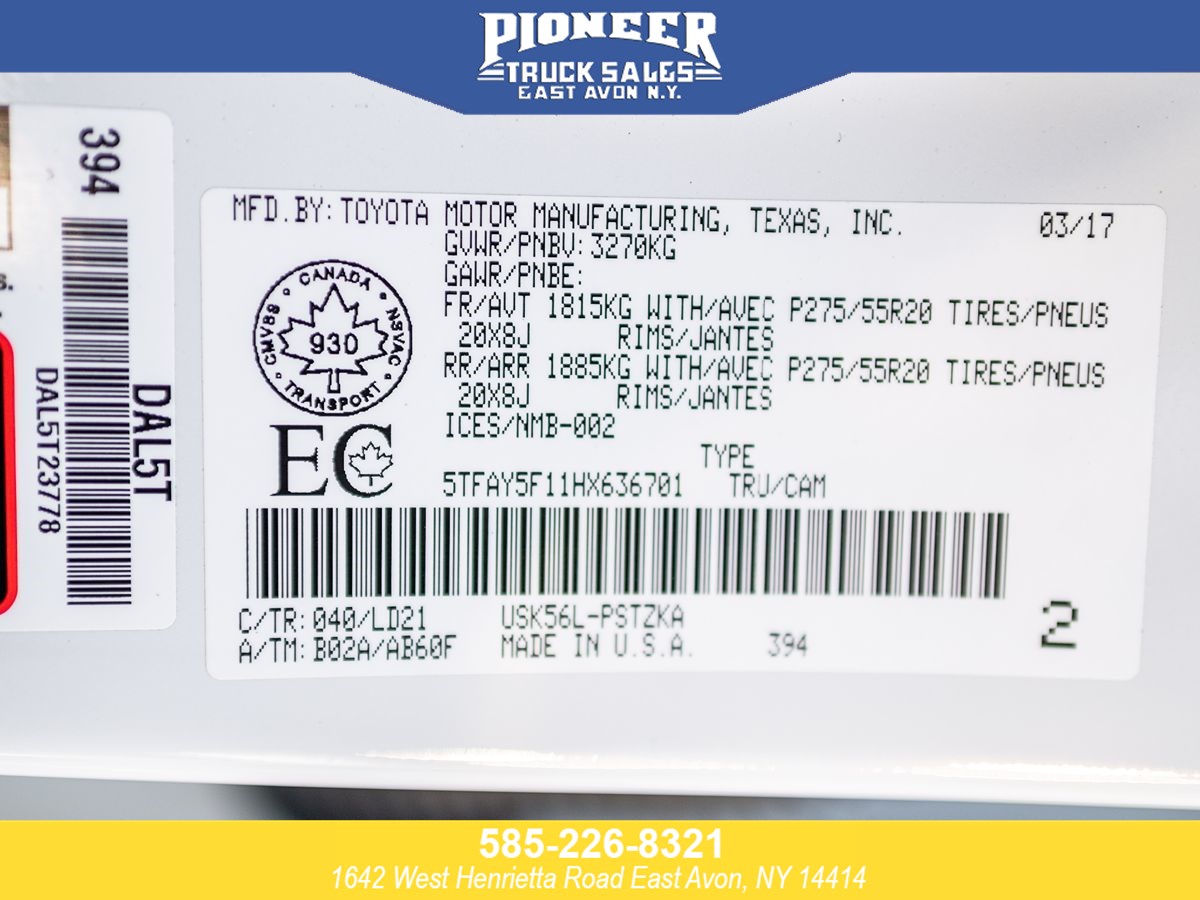 PIONEER
TRUCK SALES
EAST AVON N.Y.
394
DAL5T
DAL5T23778
s.
MFD.BY:TOYOTA MOTOR MANUFACTURING, TEXAS, INC. 03/17
GVWR/PNBV:3270KG
GAWR/PNBE:
FR/AVT 1815KG WITH/AVEC P275/55R20 TIRES/PNEUS
20X8J RIMS/JANTES
RR/ARR 1885KG WITH/AVEC P275/55R20 TIRES/PNEUS
20X8J RIMS/JANTES
ICES/NMB-002
CANADA
CMVSS
NSVAC
930
TRANSPORT
EC
TYPE
5TFAY5F11HX636701 TRU/CAM
C/TR:040/LD21 USK56L-PSTZKA
A/TM:B02A/AB60F MADE IN U.S.A. 394
2
585-226-8321
1642 West Henrietta Road East Avon, NY 14414